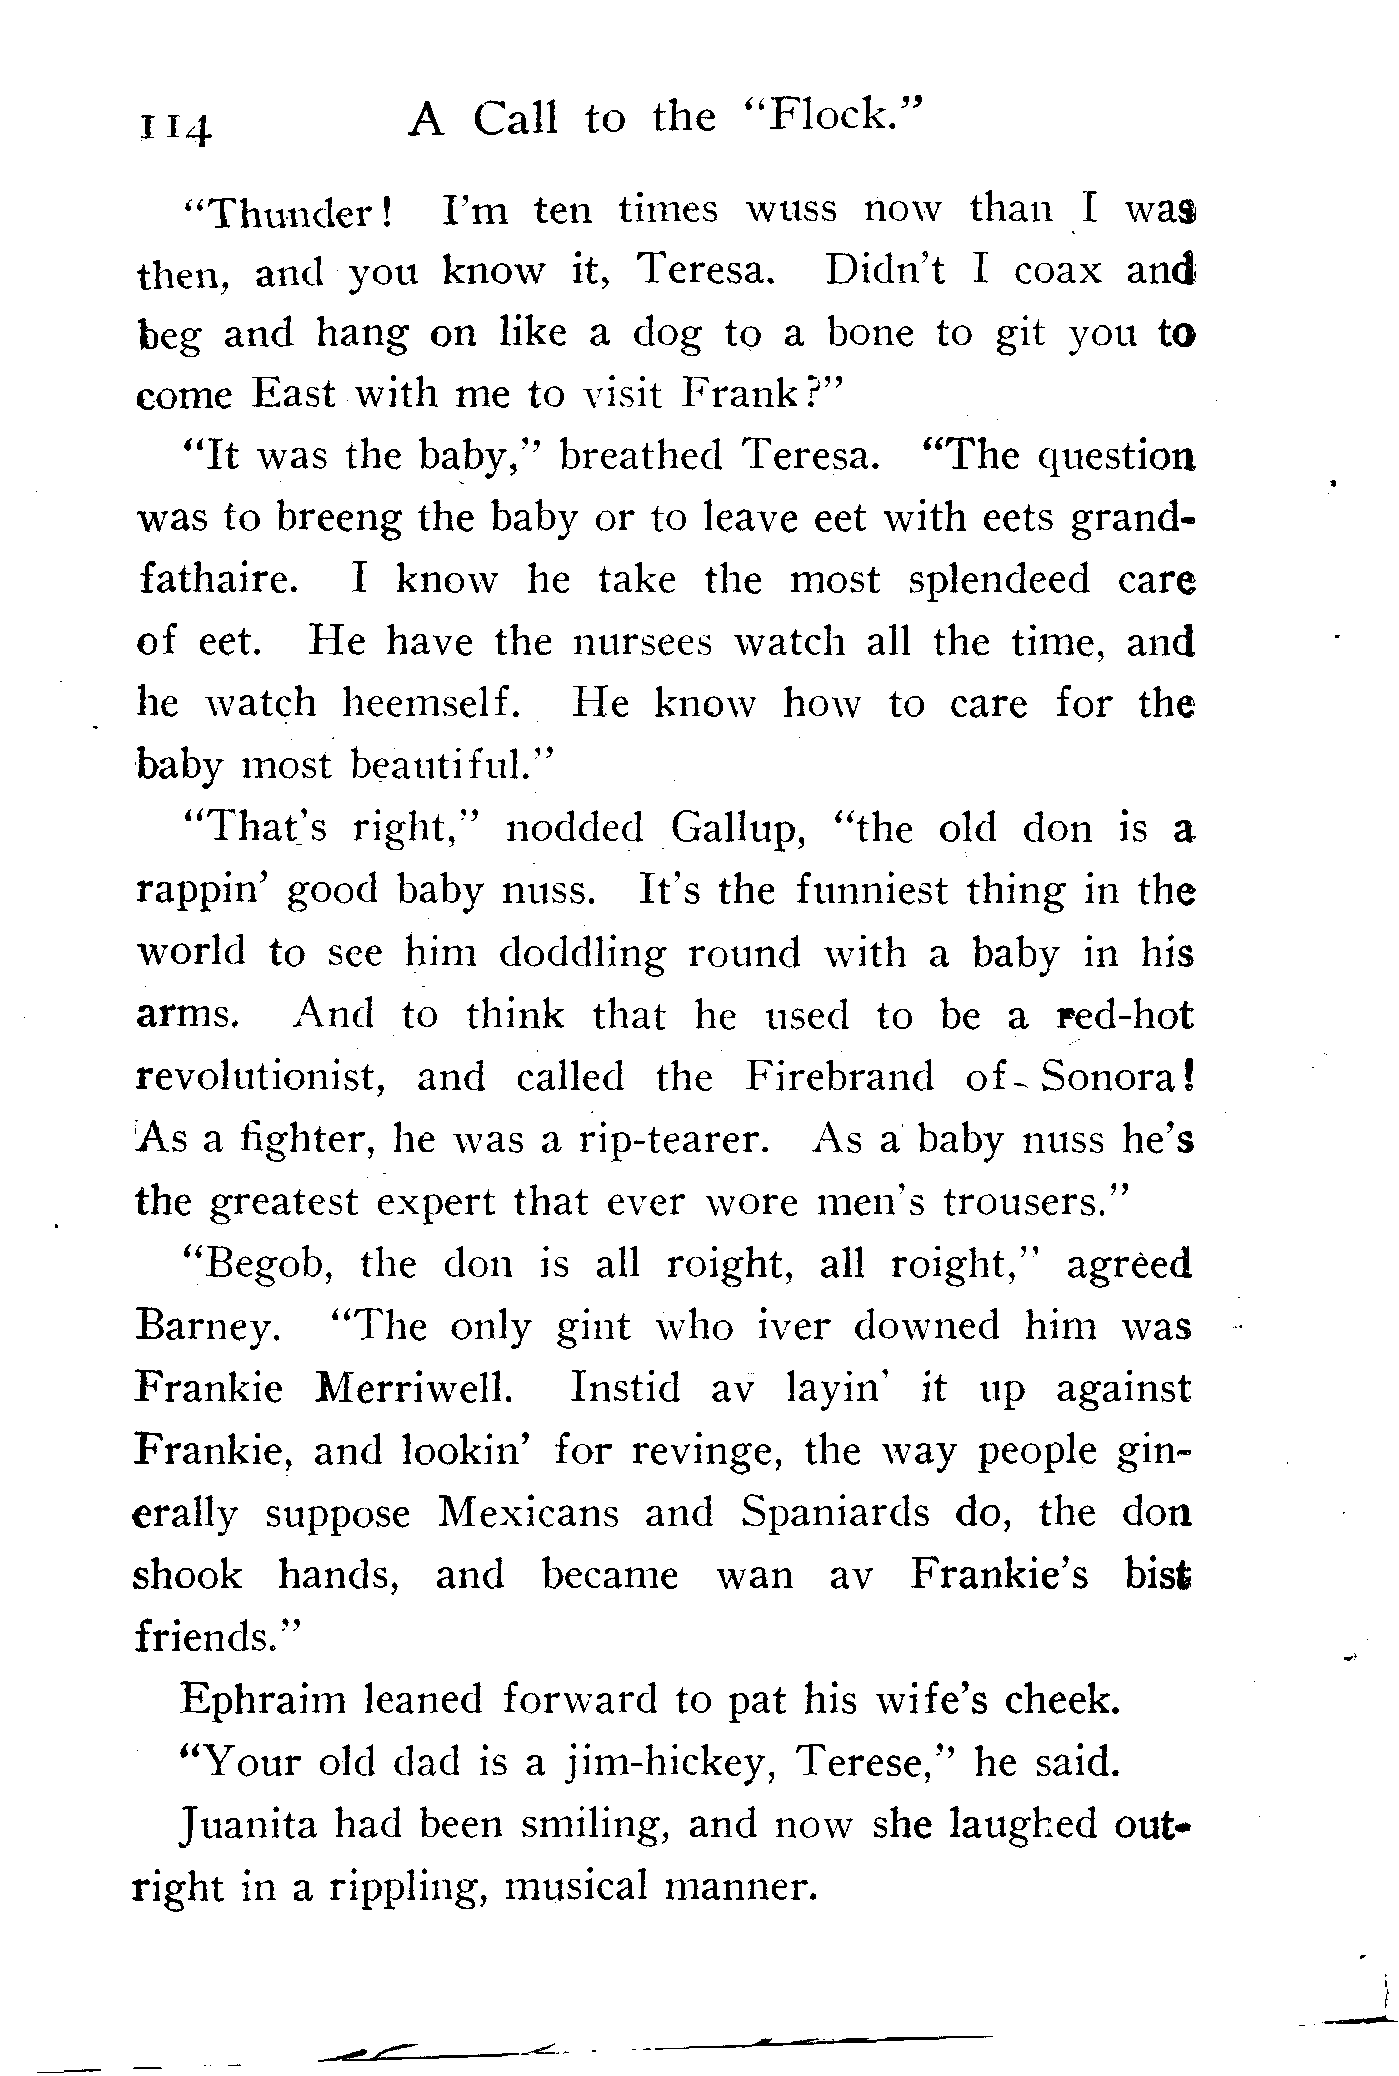 114 A Call to the “Flock.”
“Thunder! I’m ten times wuss now than I was
then, and you know it, Teresa. Didn’t I coax and
beg and hang on like a dog to a bone to git you to
come East with me to visit Frank?”
“It was the baby,” breathed Teresa. “The question
was to breeng the baby or to leave eet with eets grand-
fathaire. I know he take the most splendeed care
of eet. He have the nursees watch all the time, and
he watch heemself. He know how to care for the
baby most beautiful.”
“That’s right,” nodded Gallup, “the old don is a
rappin’ good baby nuss. It’s the funniest thing in the
world to see him doddling round with a baby in his
arms. And to think that he used to be a red-hot
revolutionist, and called the Firebrand of Sonora!
As a fighter, he was a rip-tearer. As a baby nuss he’s
the greatest expert that ever wore men’s trousers.”
“Begob, the don is all roight, all roight,” agreed
Barney. “The only gint who iver downed him was
Frankie Merriwell. Instid av layin’ it up against
Frankie, and lookin’ for revinge, the way people gin-
erally suppose Mexicans and Spaniards do, the don
shook hands, and became wan av Frankie’s bist
friends.”
Ephraim leaned forward to pat his wife’s cheek.
“Your old dad is a jim-hickey, Terese,” he said.
Juanita had been smiling, and now she laughed out-
right in a rippling, musical manner.